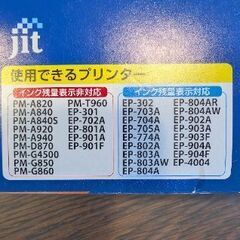 jit
使用できるプリンター
インク残量表示非対応
PM-A820 PM-T960
PM-A840 EP-301
PM-A840S EP-702A
PM-A920 EP-801A
PM-A940 EP-901A
PM-D870 EP-901F
PM-G4500
PM-G850
PM-G860
インク残量表示対応
EP-302 EP-804AR
EP-703A EP-804AW
EP-704A EP-902A
EP-705A EP-903A
EP-774A EP-903F
EP-802A EP-904A
EP-803A EP-904F
EP-803AW EP-4004
EP-804A